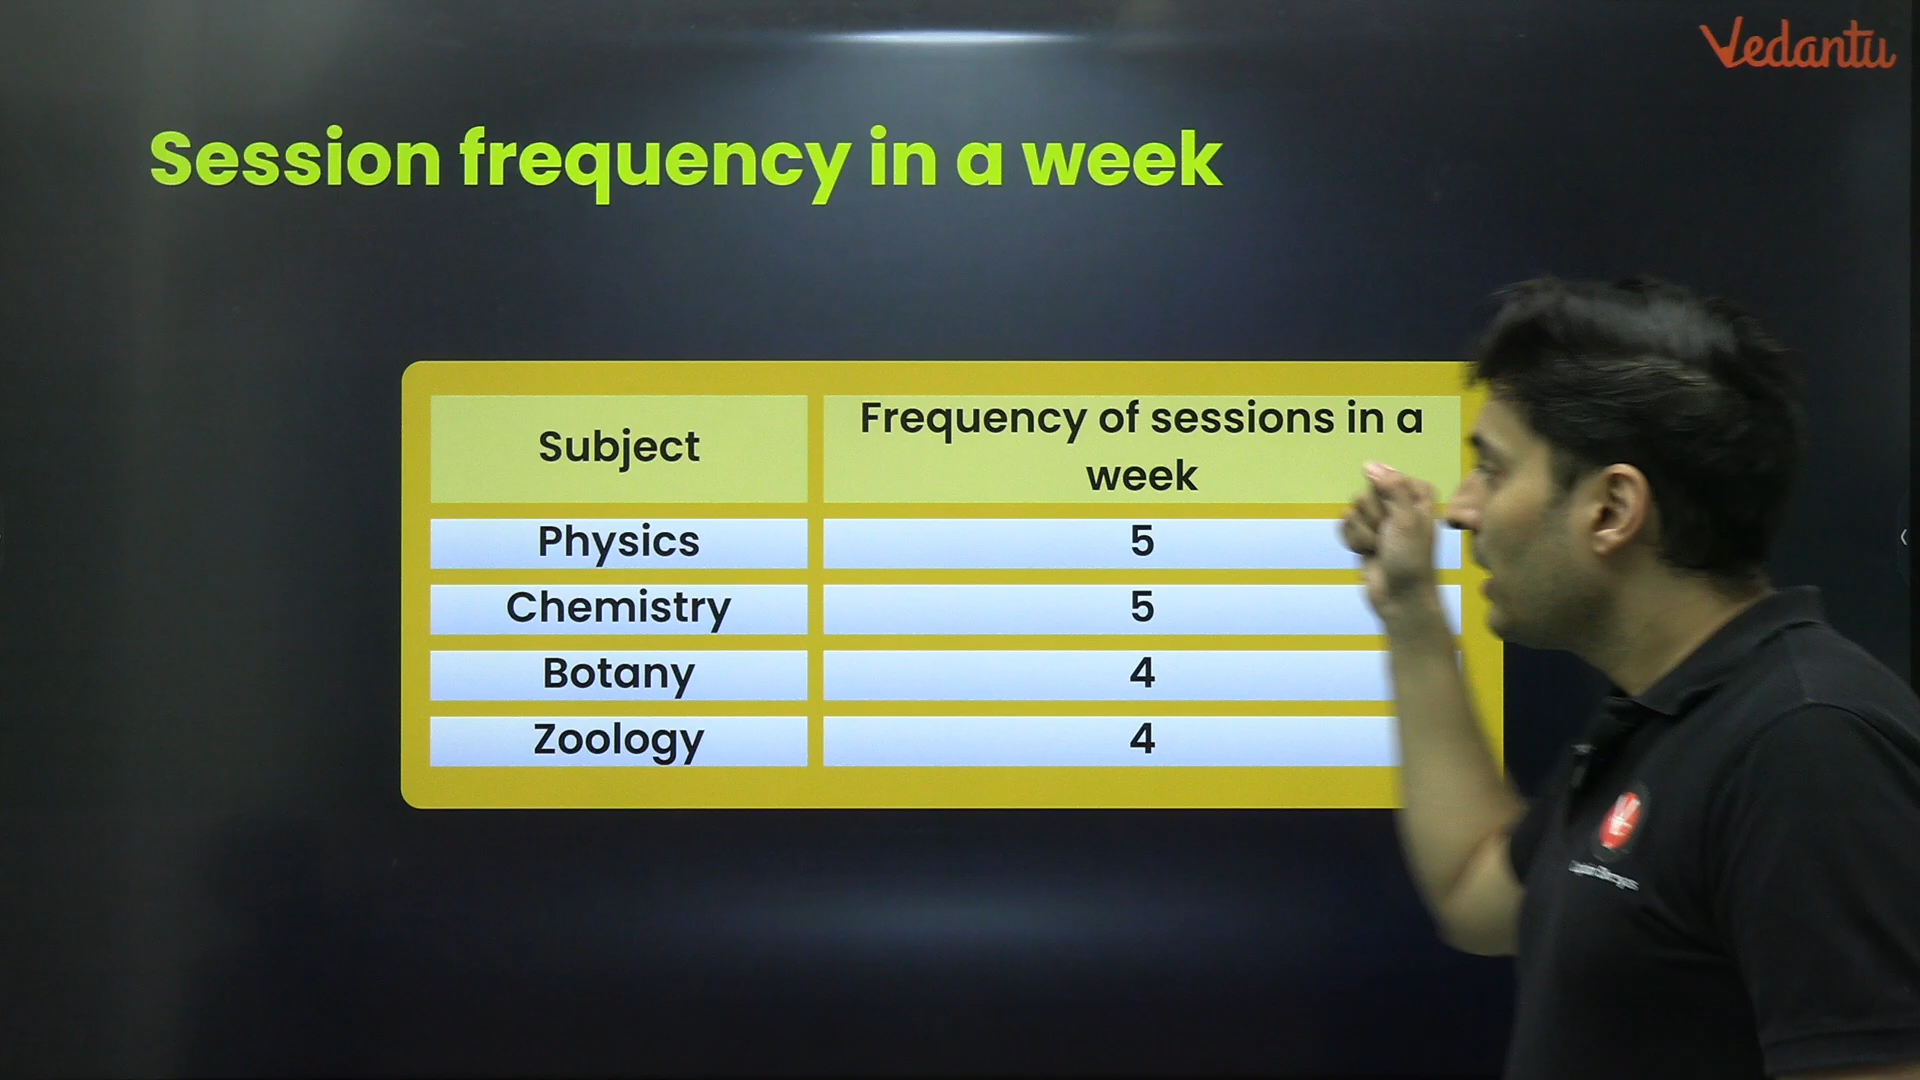 Vedantu
Session frequency in a week
Subject
Frequency of sessions in a
week
Physics
5
Chemistry
5
Botany
4
Zoology
4